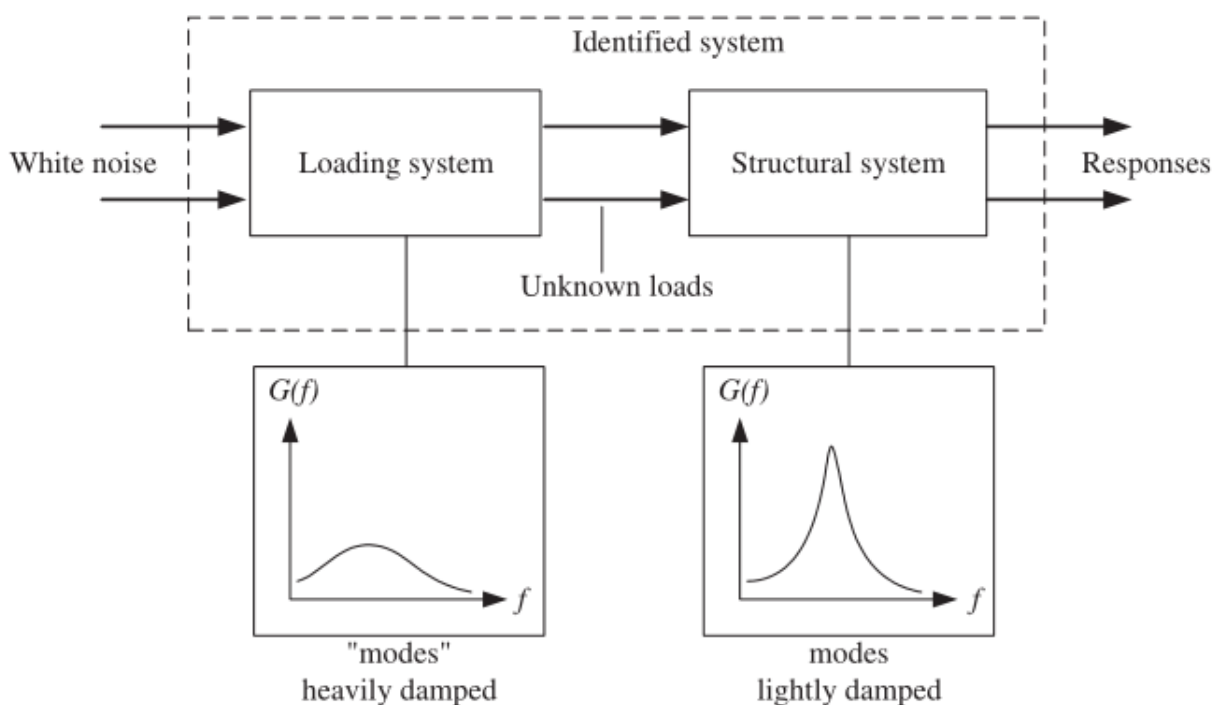 Identified system
White noise
Loading system
Structural system
Responses
Unknown loads
G(f)
f
"modes"
heavily damped
G(f)
f
modes
lightly damped